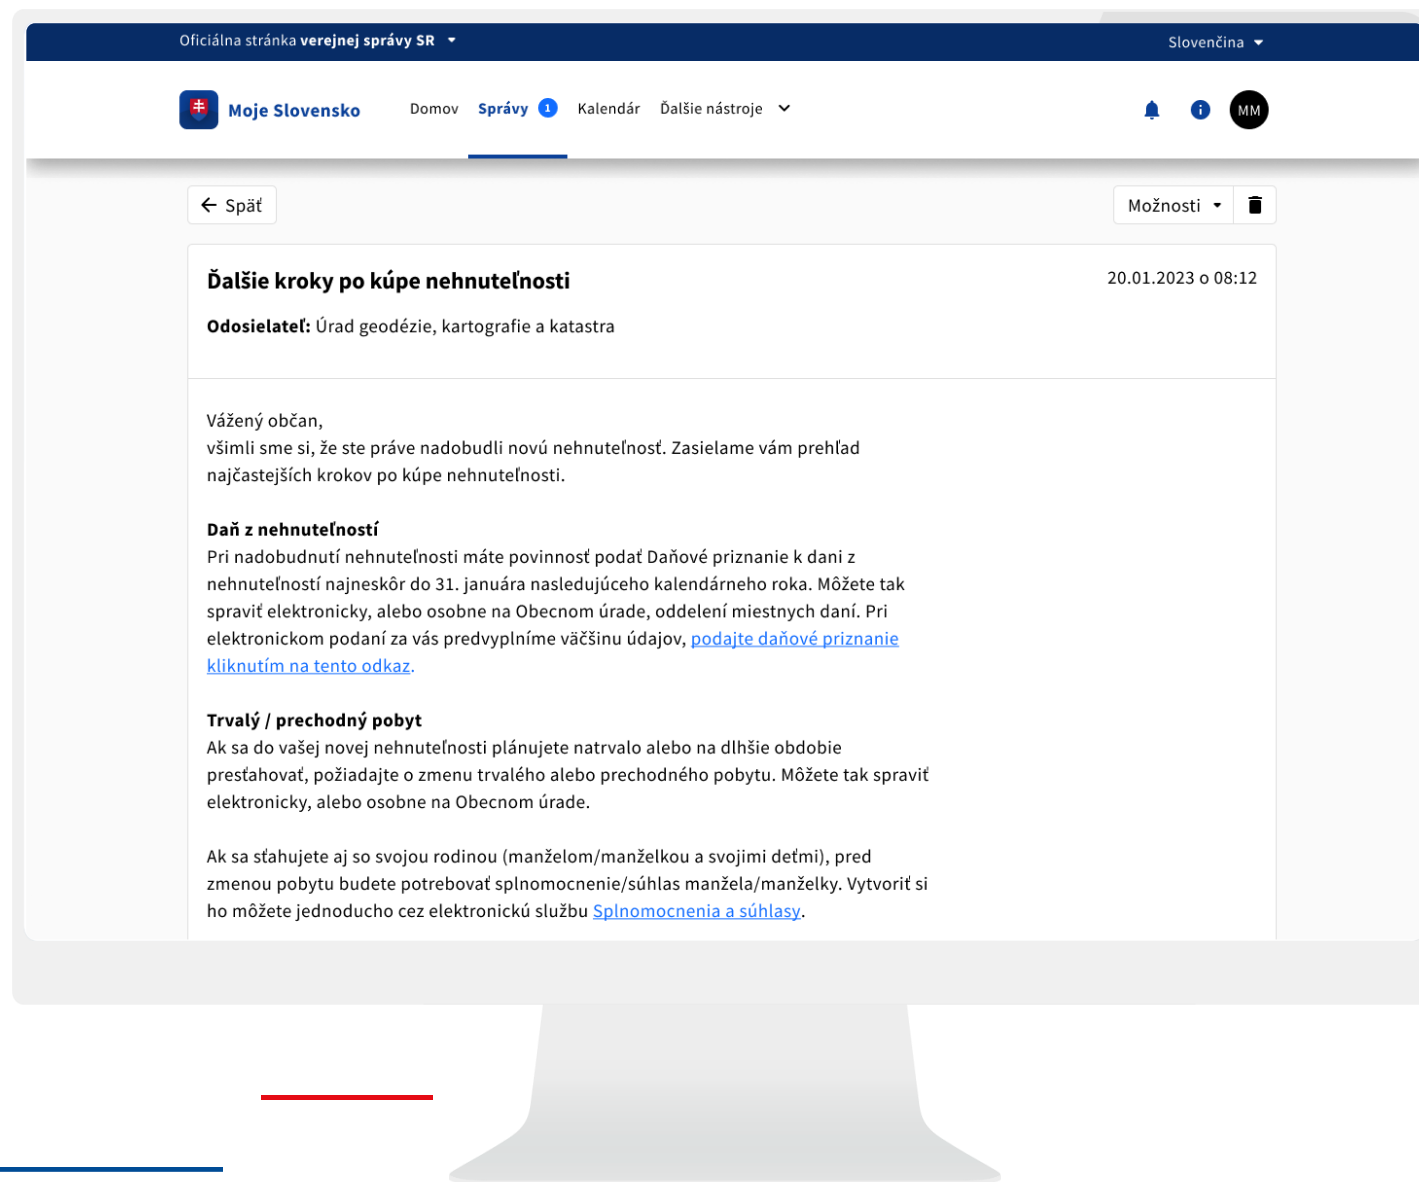 Oficiálna stránka verejnej správy SR
Slovenčina
Moje Slovensko
Domov
Správy 1
Kalendár
Ďalšie nástroje
MM
Späť
Možnosti
Ďalšie kroky po kúpe nehnuteľnosti
20.01.2023 o 08:12
Odosielateľ: Úrad geodézie, kartografie a katastra
Vážený občan,
všimli sme si, že ste práve nadobudli novú nehnuteľnosť. Zasielame vám prehľad
najčastejších krokov po kúpe nehnuteľnosti.
Daň z nehnuteľností
Pri nadobudnutí nehnuteľnosti máte povinnosť podať Daňové priznanie k dani z
nehnuteľností najneskôr do 31. januára nasledujúceho kalendárneho roka. Môžete tak
spraviť elektronicky, alebo osobne na Obecnom úrade, oddelení miestnych daní. Pri
elektronickom podaní za vás predvyplníme väčšinu údajov, podajte daňové priznanie
kliknutím na tento odkaz.
Trvalý / prechodný pobyt
Ak sa do vašej novej nehnuteľnosti plánujete natrvalo alebo na dlhšie obdobie
presťahovať, požiadajte o zmenu trvalého alebo prechodného pobytu. Môžete tak spraviť
elektronicky, alebo osobne na Obecnom úrade.
Ak sa sťahujete aj so svojou rodinou (manželom/manželkou a svojimi deťmi), pred
zmenou pobytu budete potrebovať splnomocnenie/súhlas manžela/manželky. Vytvoriť si
ho môžete jednoducho cez elektronickú službu Splnomocnenia a súhlasy.